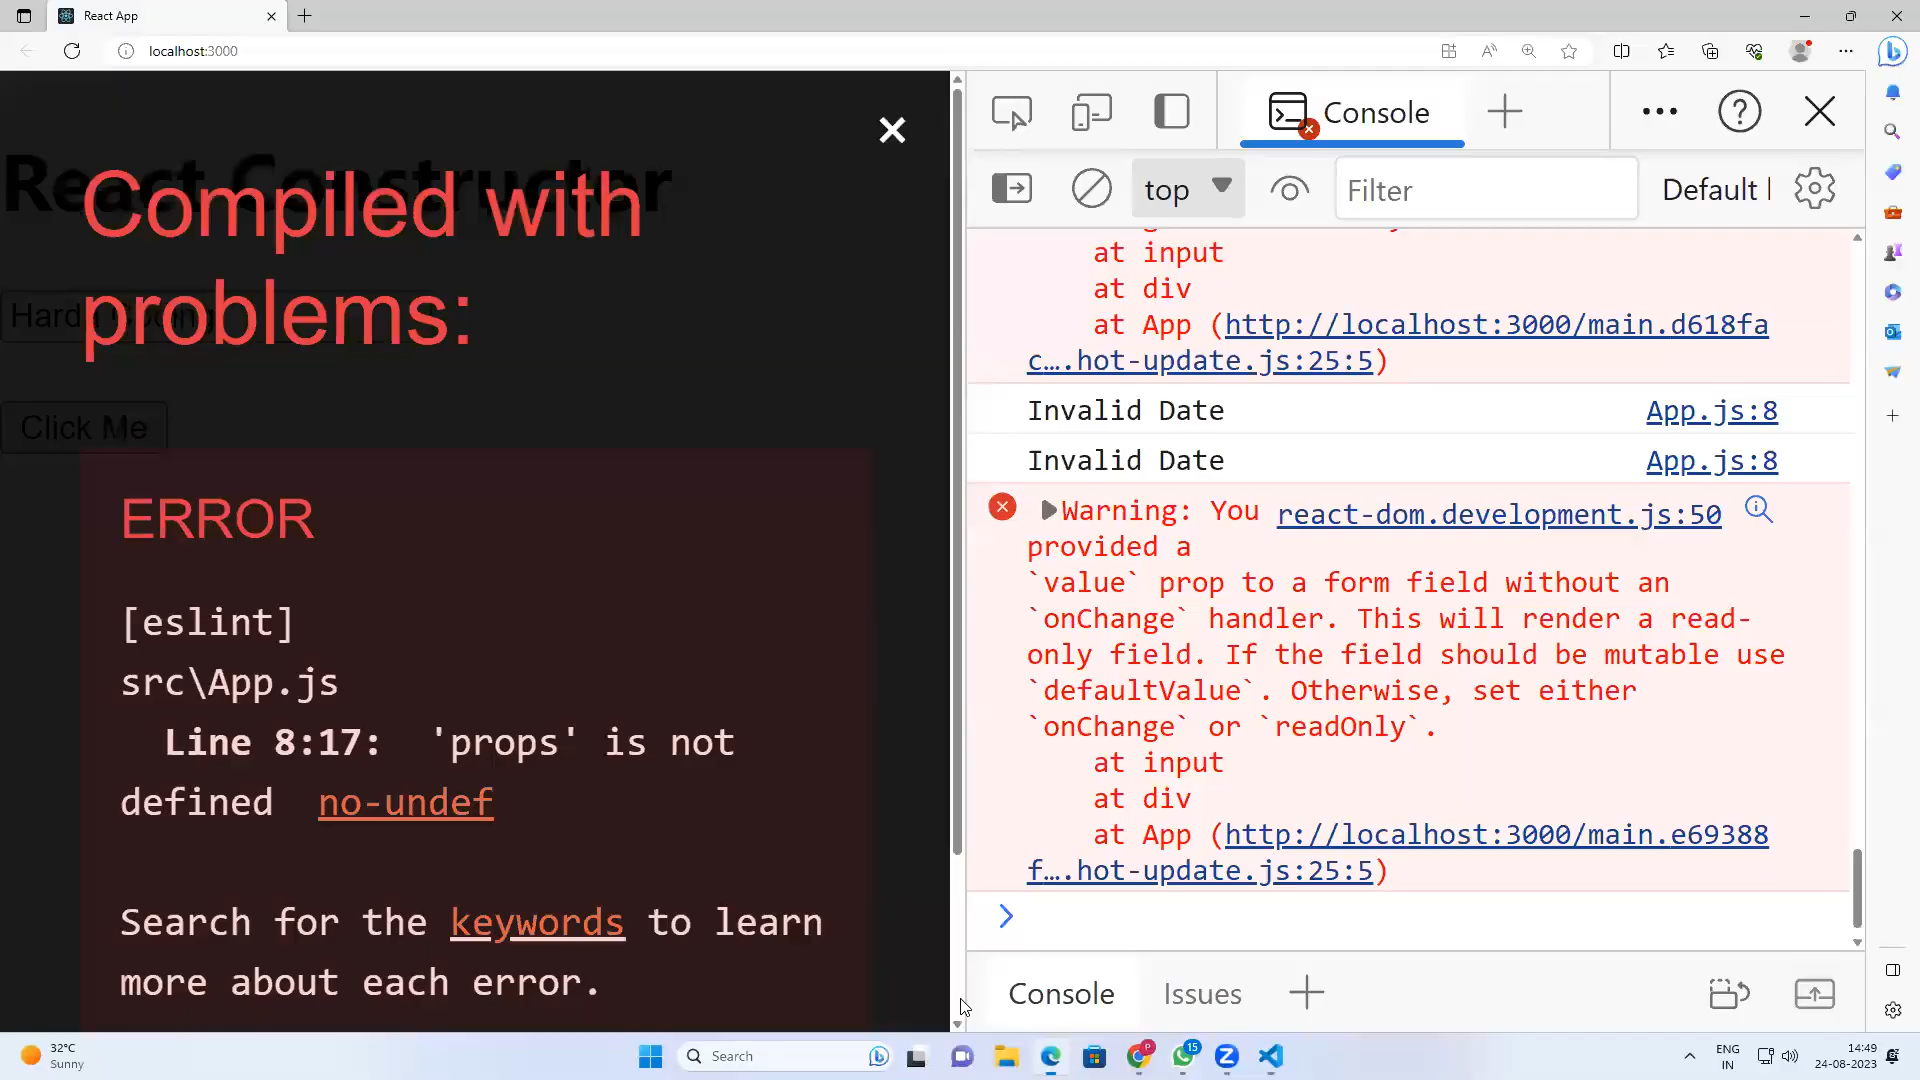 React App
localhost:3000
React Constructor
Compiled with
problems:
Click Me
ERROR
[eslint]
src\App.js
Line 8:17: 'props' is not
defined no-undef
Search for the keywords to learn
more about each error.
Console
top
Filter
Default l
at input
at div
at App (http://localhost:3000/main.d618fa
c….hot-update.js:25:5)
Invalid Date App.js:8
Invalid Date App.js:8
Warning: You react-dom.development.js:50
provided a
`value` prop to a form field without an
`onChange` handler. This will render a read-
only field. If the field should be mutable use
`defaultValue`. Otherwise, set either
`onChange` or `readOnly`.
at input
at div
at App (http://localhost:3000/main.e69388
f….hot-update.js:25:5)
Console Issues
32°C
Sunny
Search
P
15
ENG
IN
14:49
24-08-2023